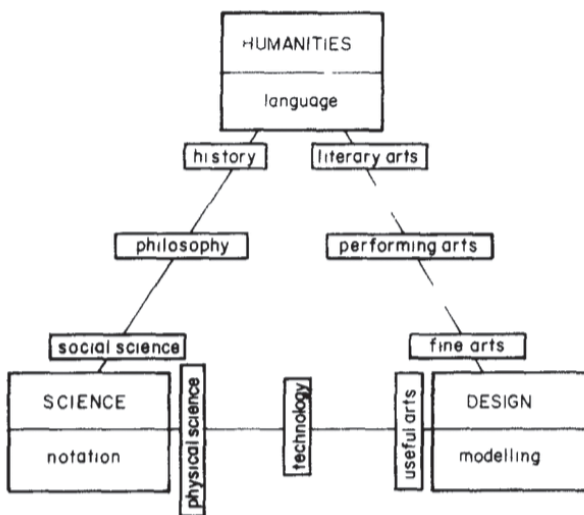 HUMANITIES
language
history
literary arts
philosophy
performing arts
social science
fine arts
SCIENCE
notation
physical science
technology
useful arts
DESIGN
modelling